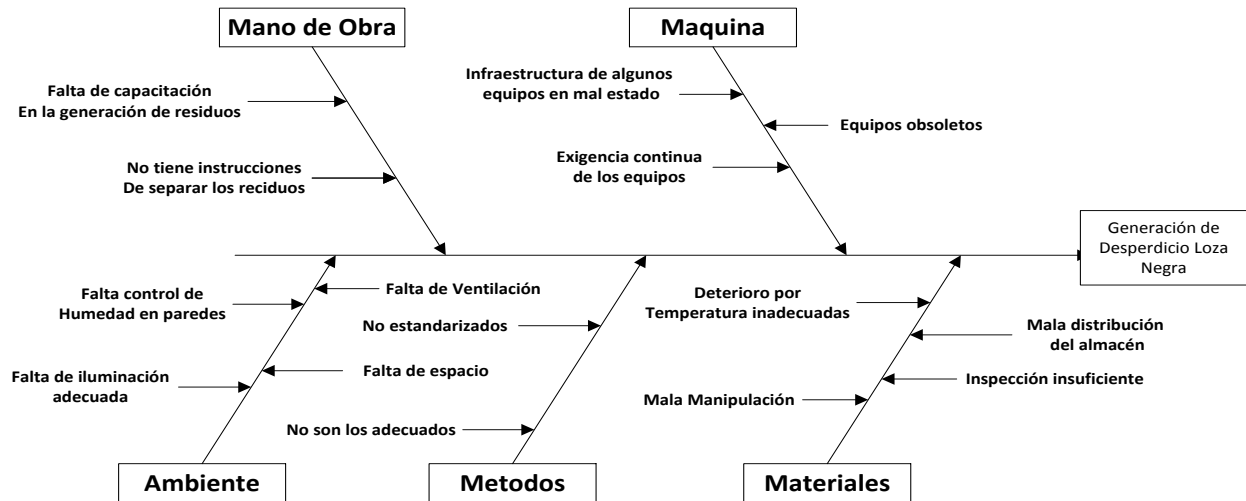 Mano de Obra
Maquina
Falta de capacitación
En la generación de residuos
No tiene instrucciones
De separar los reciduos
Infraestructura de algunos
equipos en mal estado
Equipos obsoletos
Exigencia continua
de los equipos
Generación de
Desperdicio Loza
Negra
Falta control de
Humedad en paredes
Falta de Ventilación
Falta de iluminación
adecuada
Falta de espacio
No estandarizados
No son los adecuados
Deterioro por
Temperatura inadecuadas
Mala distribución
del almacén
Inspección insuficiente
Mala Manipulación
Ambiente
Metodos
Materiales